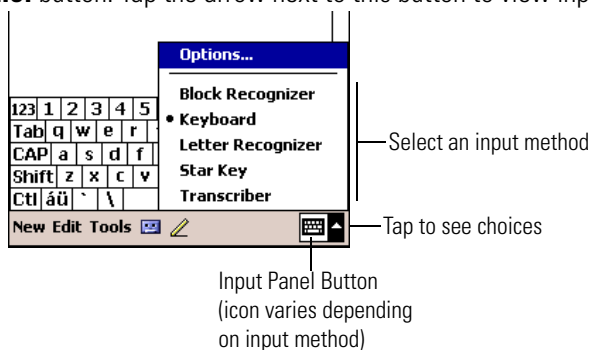 button. Tap the arrow next to this button to view inp
Options...
Block Recognizer
Keyboard
Letter Recognizer
Star Key
Transcriber
123 1 2 3 4 5
Tab q w e r
CAP a s d f
Shift z x c v
Ctl áü ` \
New Edit Tools
Select an input method
Tap to see choices
Input Panel Button
(icon varies depending
on input method)